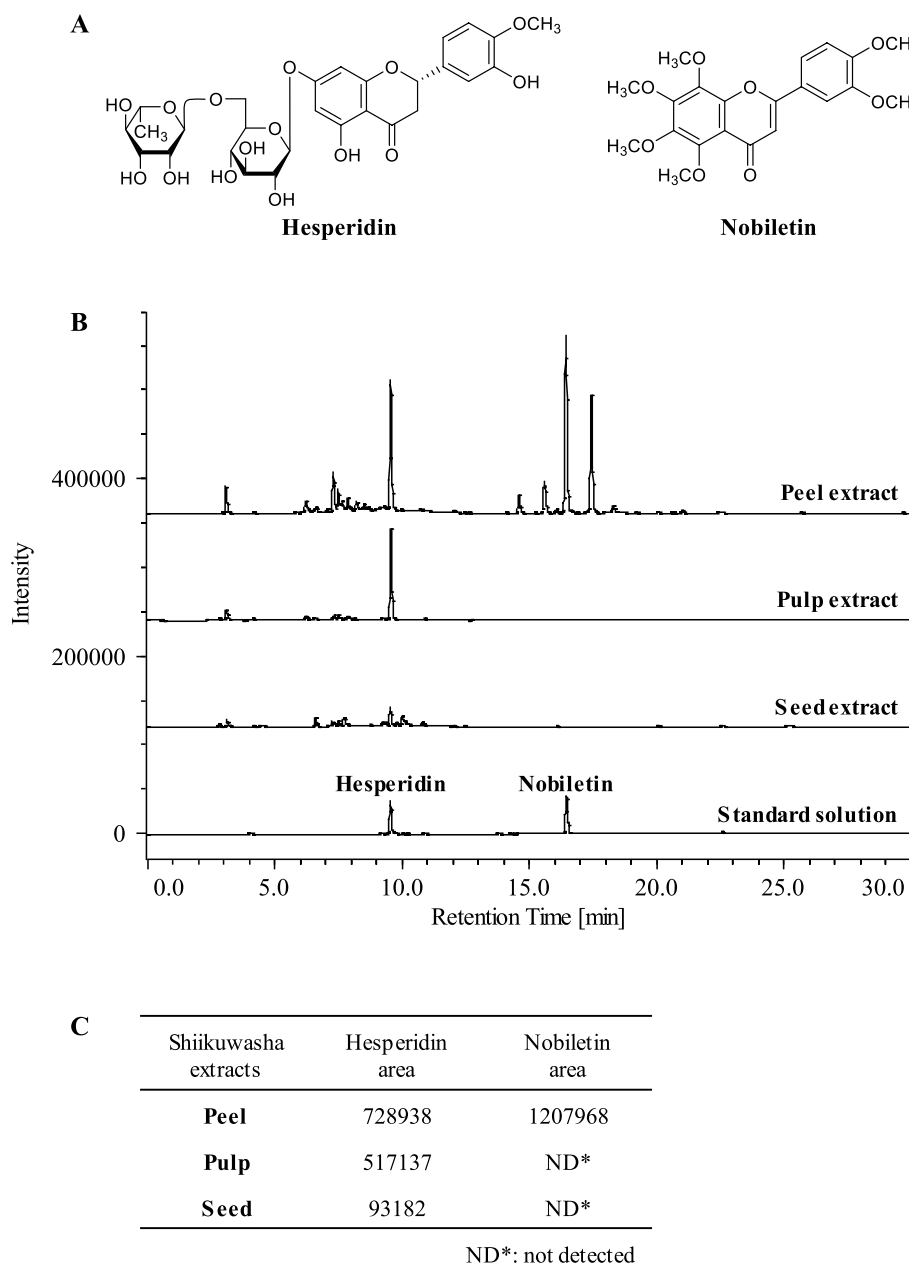 A
OCH3
O
O
OH
O
HO
O
O
CH3
OH
HO
OH
O
OH
HO
OH
O
Hesperidin
OCH
OCH3
H3CO
H3CO
O
OCH
H3CO
H3CO
O
Nobiletin
B
400000
Peel extract
Pulp extract
200000
Seed extract
Hesperidin
Nobiletin
Standard solution
0
Intensity
0.0 5.0 10.0 15.0 20.0 25.0 30.0
Retention Time [min]
C
Shiikuwasha extracts
Hesperidin area
Nobiletin area
Peel 728938 1207968
Pulp 517137 ND*
Seed 93182 ND*
ND*: not detected